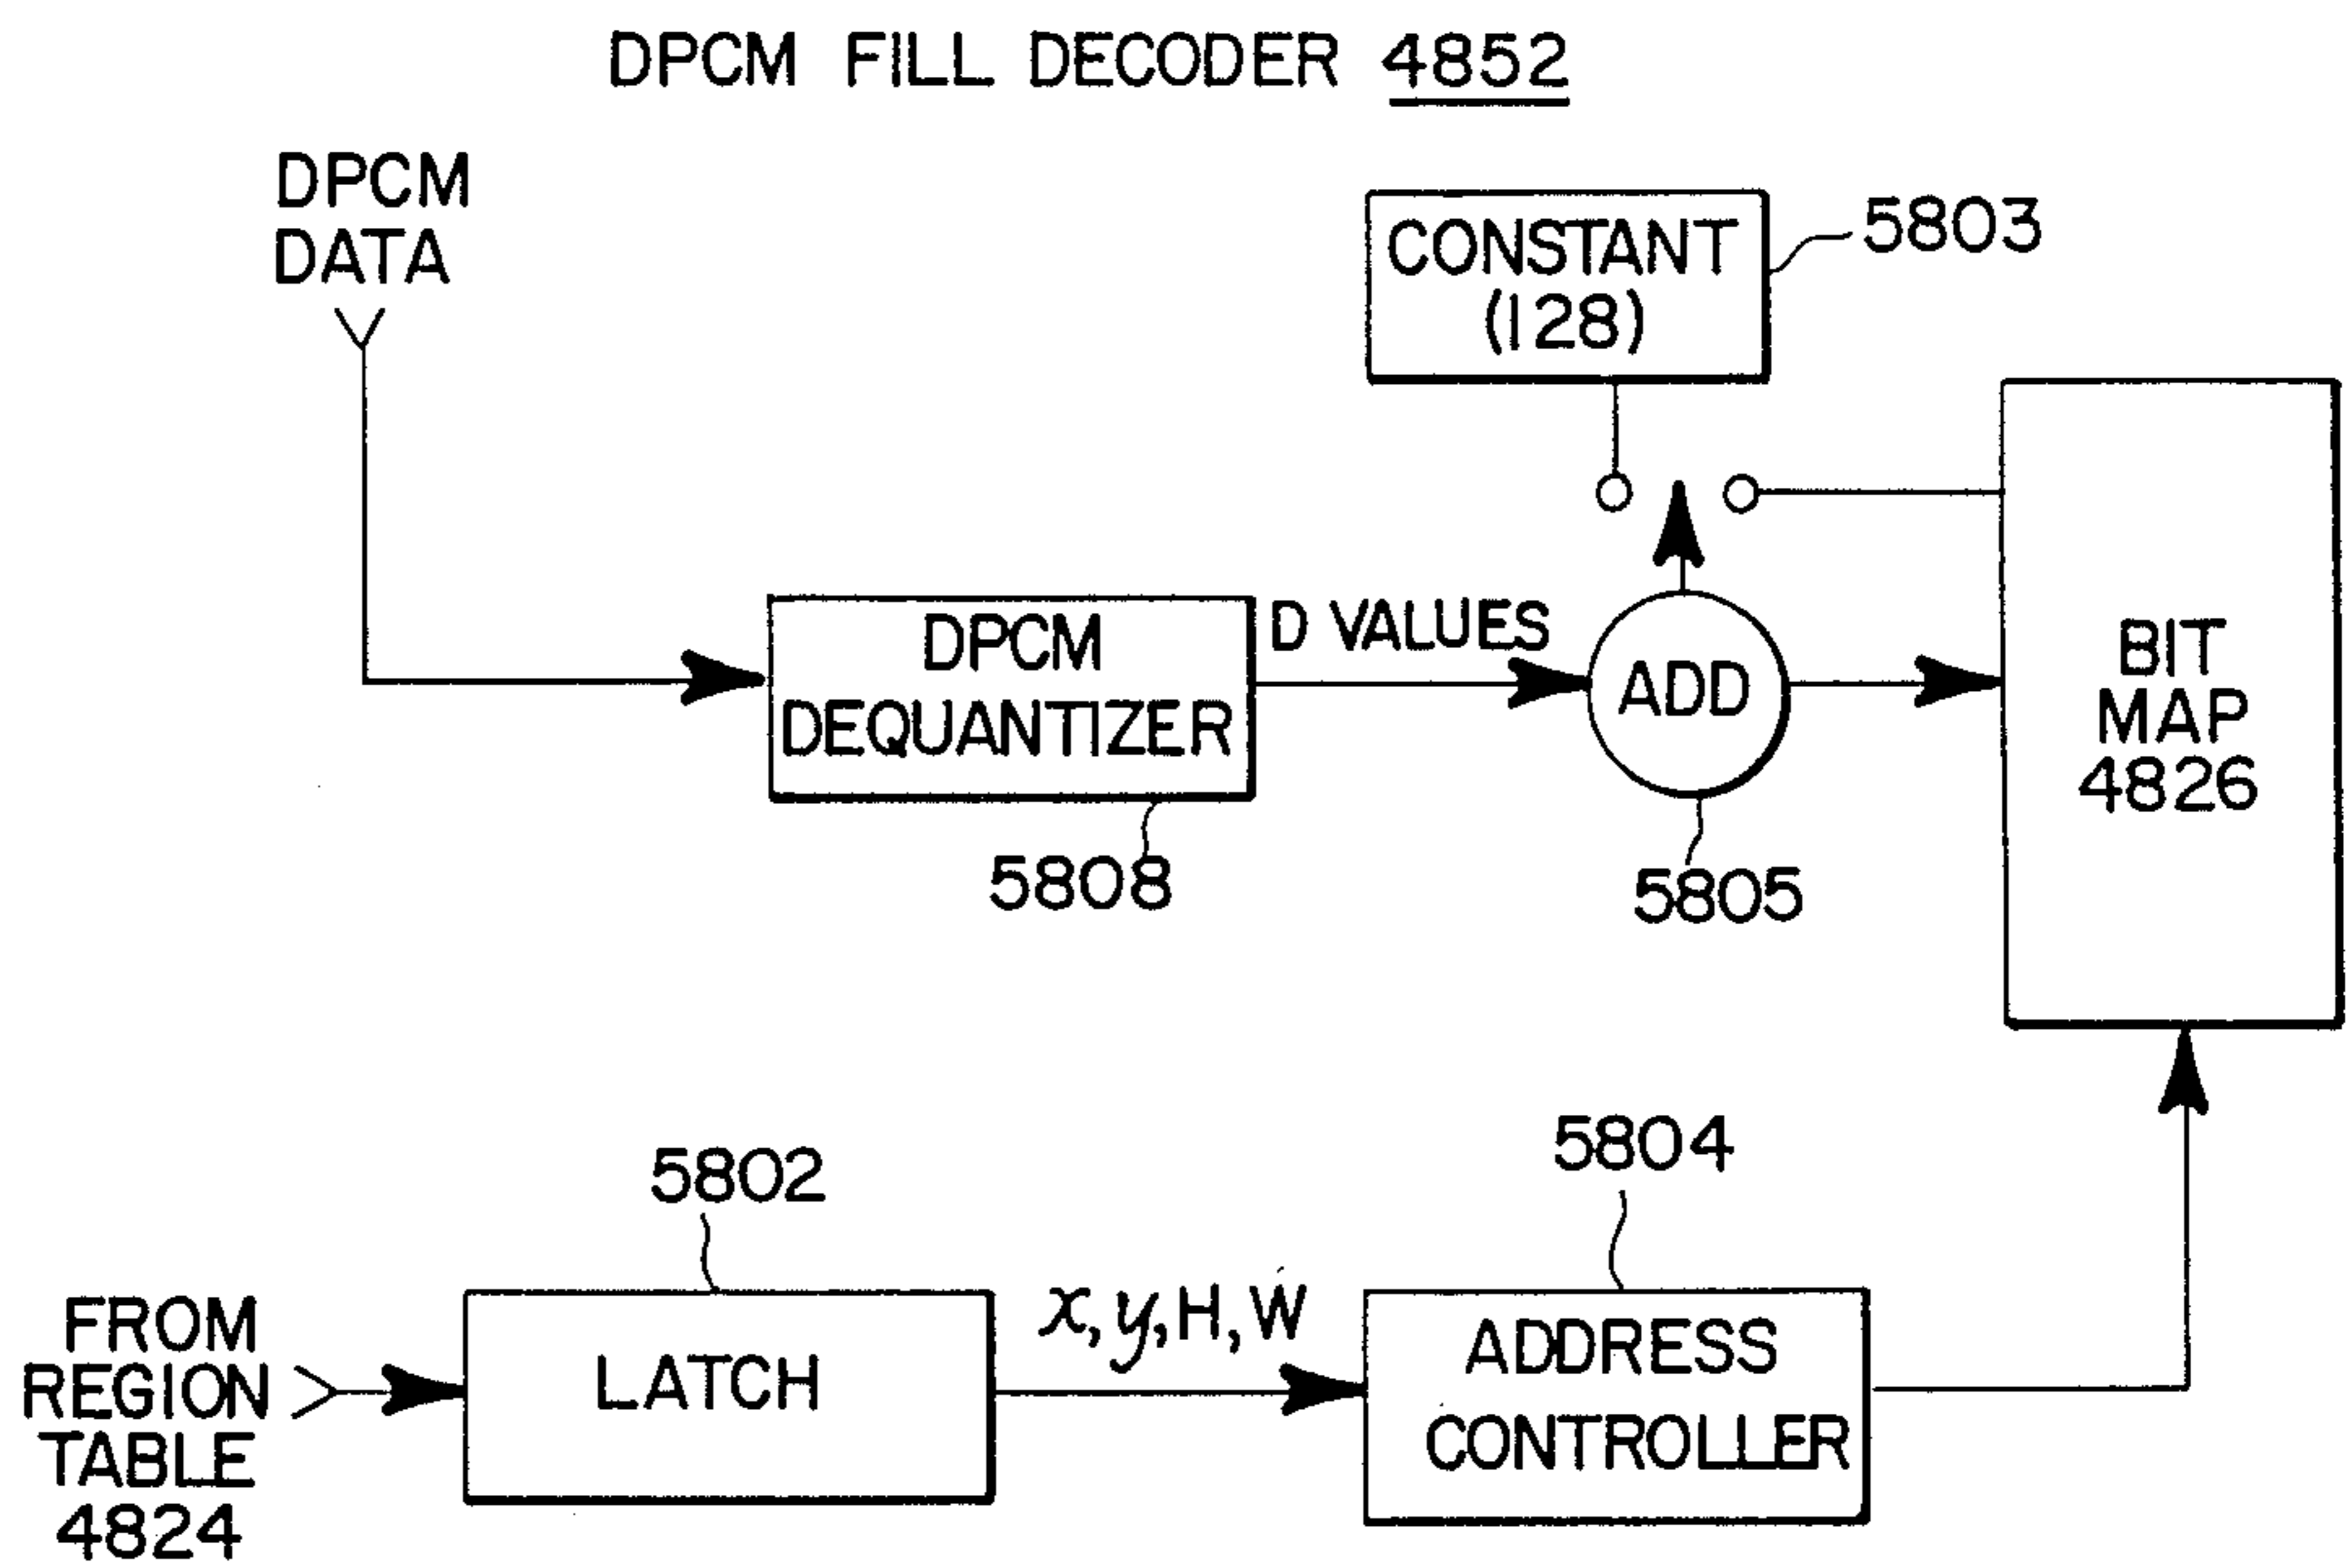 DPCM FILL DECODER 4852
DPCM
DATA
CONSTANT
(128)
5803
DPCM
DEQUANTIZER
D VALUES
ADD
BIT
MAP
4826
5808
5805
5802
5804
FROM
REGION
TABLE
4824
LATCH
x, y, H, W
ADDRESS
CONTROLLER